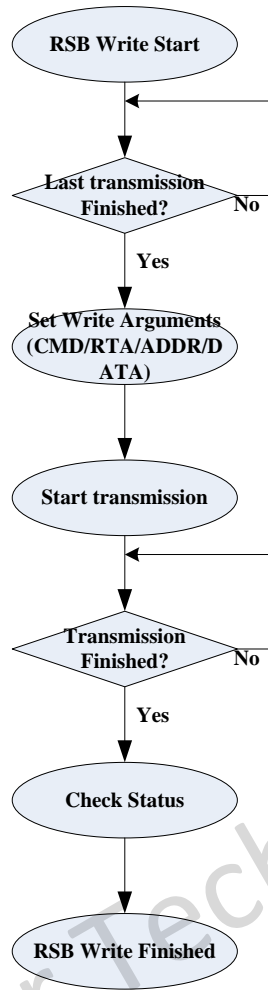 RSB Write Start
Last transmission
Finished?
No
Yes
Set Write Arguments
(CMD/RTA/ADDR/D
ATA)
Start transmission
Transmission
Finished?
No
Yes
Check Status
RSB Write Finished
r Tech